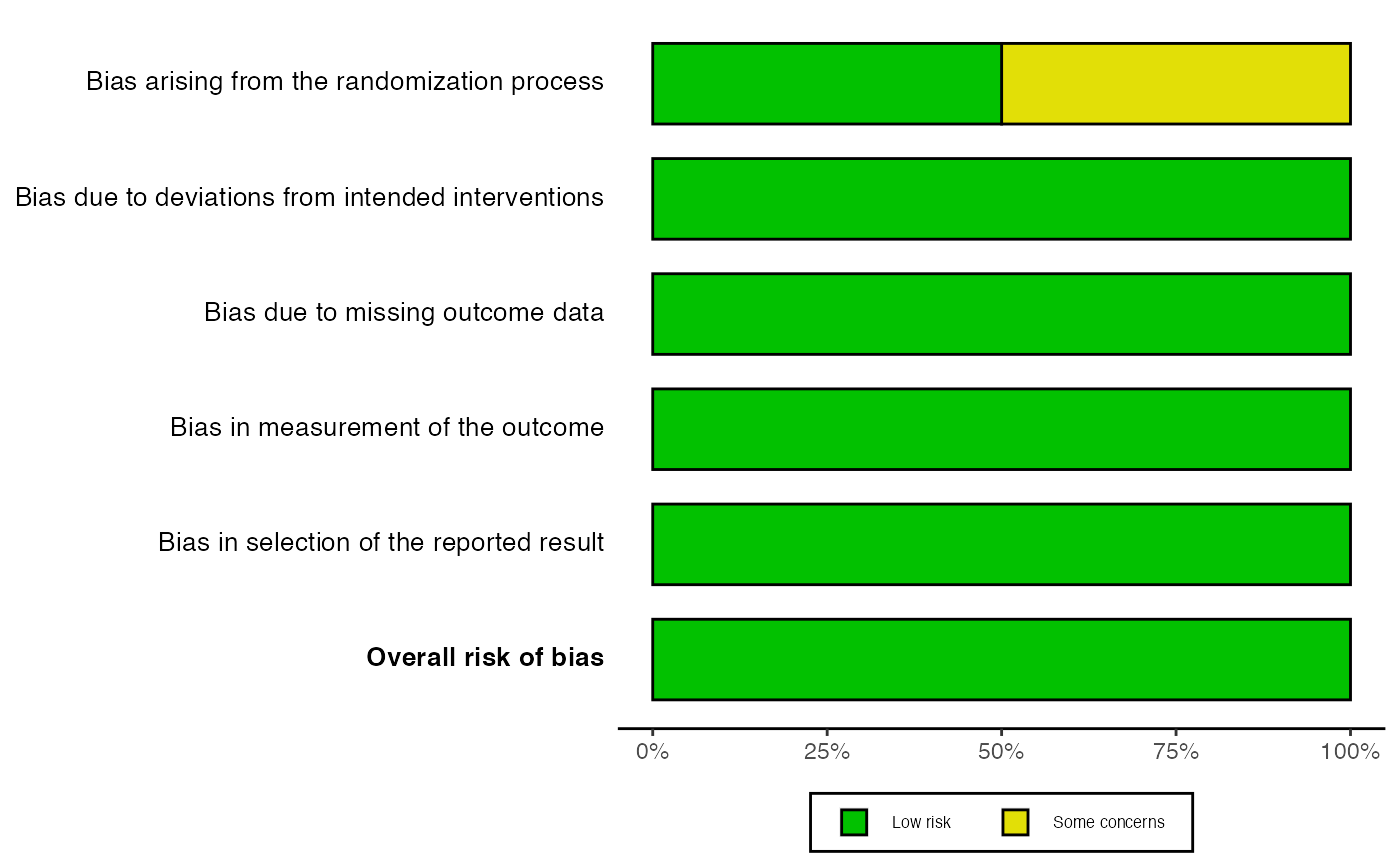 Bias arising from the randomization process
Bias due to deviations from intended interventions
Bias due to missing outcome data
Bias in measurement of the outcome
Bias in selection of the reported result
Overall risk of bias
0% 25% 50% 75% 100%
Low risk Some concerns